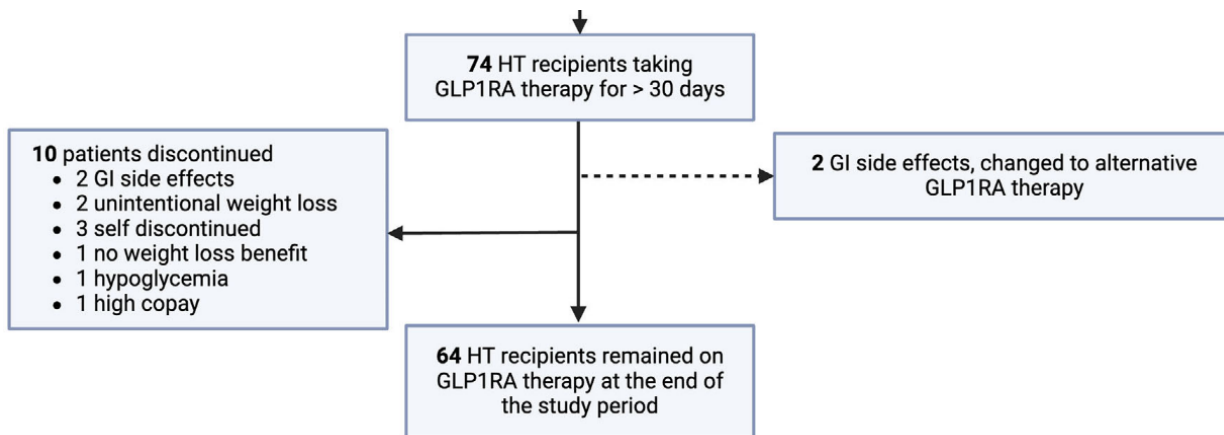 74 HT recipients taking
GLP1RA therapy for > 30 days
10 patients discontinued
• 2 GI side effects
• 2 unintentional weight loss
• 3 self discontinued
• 1 no weight loss benefit
• 1 hypoglycemia
• 1 high copay
2 GI side effects, changed to alternative
GLP1RA therapy
64 HT recipients remained on
GLP1RA therapy at the end of
the study period